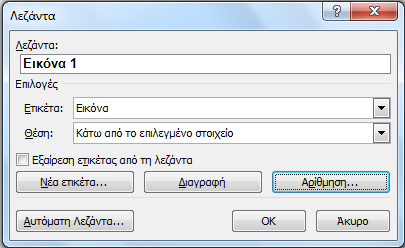 Λεζάντα
Λεζάντα:
Εικόνα 1
Επιλογές
Ετικέτα: Εικόνα
Θέση: Κάτω από το επιλεγμένο στοιχείο
Εξαίρεση ετικέτας από τη λεζάντα
Νέα ετικέτα... Διαγραφή Αρίθμηση...
Αυτόματη Λεζάντα... OK Άκυρο